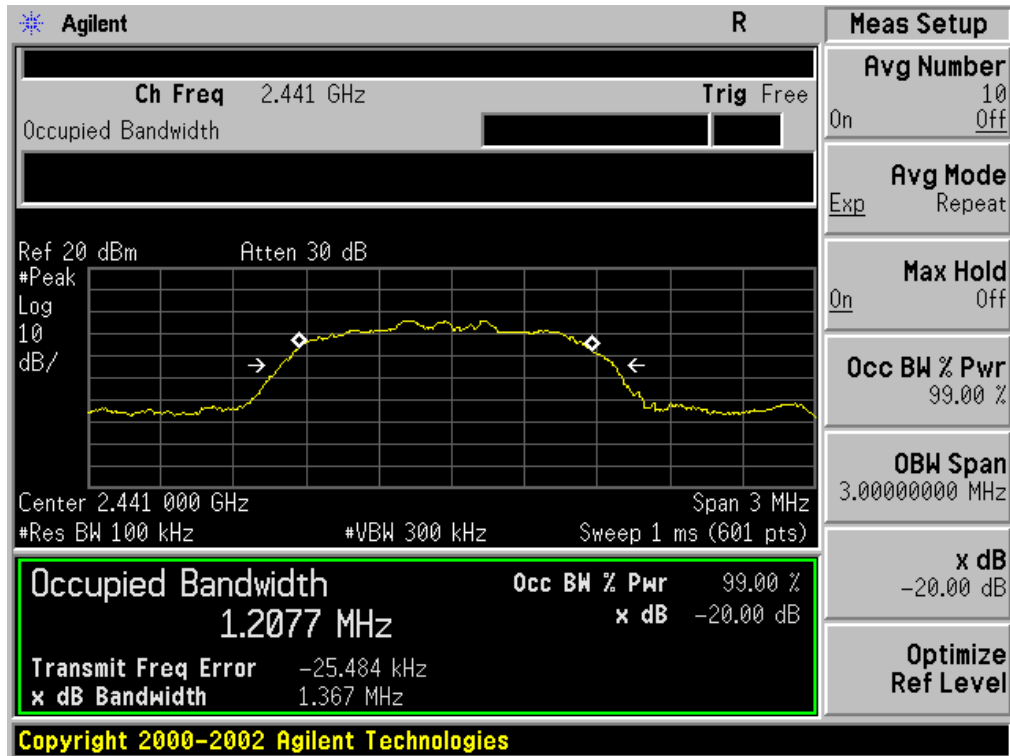 Agilent R
Ch Freq 2.441 GHz Trig Free
Occupied Bandwidth
Ref 20 dBm Atten 30 dB
#Peak
Log
10
dB/
Center 2.441 000 GHz Span 3 MHz
#Res BW 100 kHz #VBW 300 kHz Sweep 1 ms (601 pts)
Occupied Bandwidth Occ BW % Pwr 99.00 %
1.2077 MHz x dB -20.00 dB
Transmit Freq Error -25.484 kHz
x dB Bandwidth 1.367 MHz
Copyright 2000-2002 Agilent Technologies
Meas Setup
Avg Number
10
On Off
Avg Mode
Exp Repeat
Max Hold
On Off
Occ BW % Pwr
99.00 %
OBW Span
3.00000000 MHz
x dB
-20.00 dB
Optimize
Ref Level